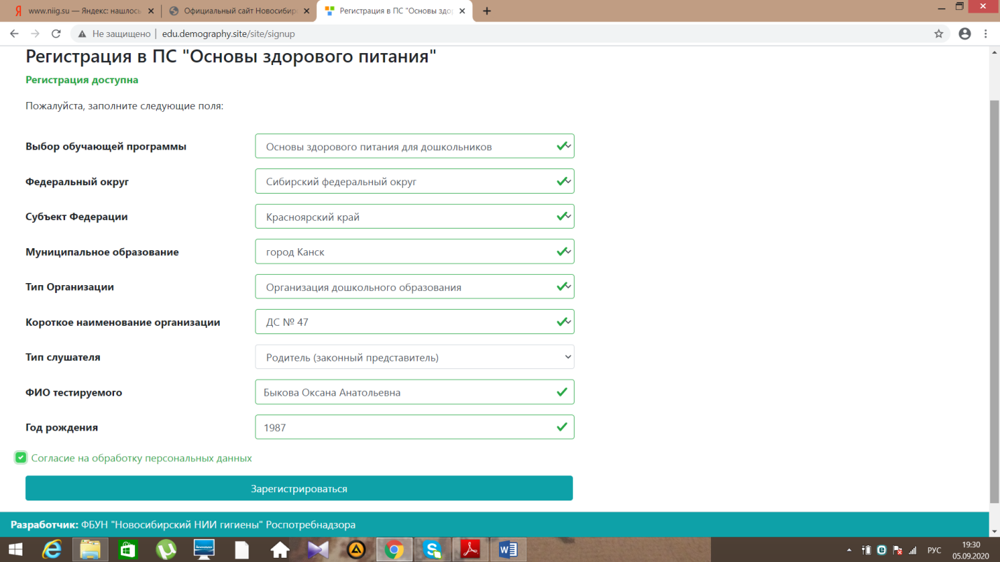 www.niig.su — Яндекс: нашлось
Официальный сайт Новосибирс
Регистрация в ПС "Основы здор
Не защищено | edu.demography.site/site/signup
Регистрация в ПС "Основы здорового питания"
Регистрация доступна
Пожалуйста, заполните следующие поля:
Выбор обучающей программы Основы здорового питания для дошкольников
Федеральный округ Сибирский федеральный округ
Субъект Федерации Красноярский край
Муниципальное образование город Канск
Тип Организации Организация дошкольного образования
Короткое наименование организации ДС № 47
Тип слушателя Родитель (законный представитель)
ФИО тестируемого Быкова Оксана Анатольевна
Год рождения 1987
Согласие на обработку персональных данных
Зарегистрироваться
Разработчик: ФБУН "Новосибирский НИИ гигиены" Роспотребнадзора
РУС
19:30
05.09.2020